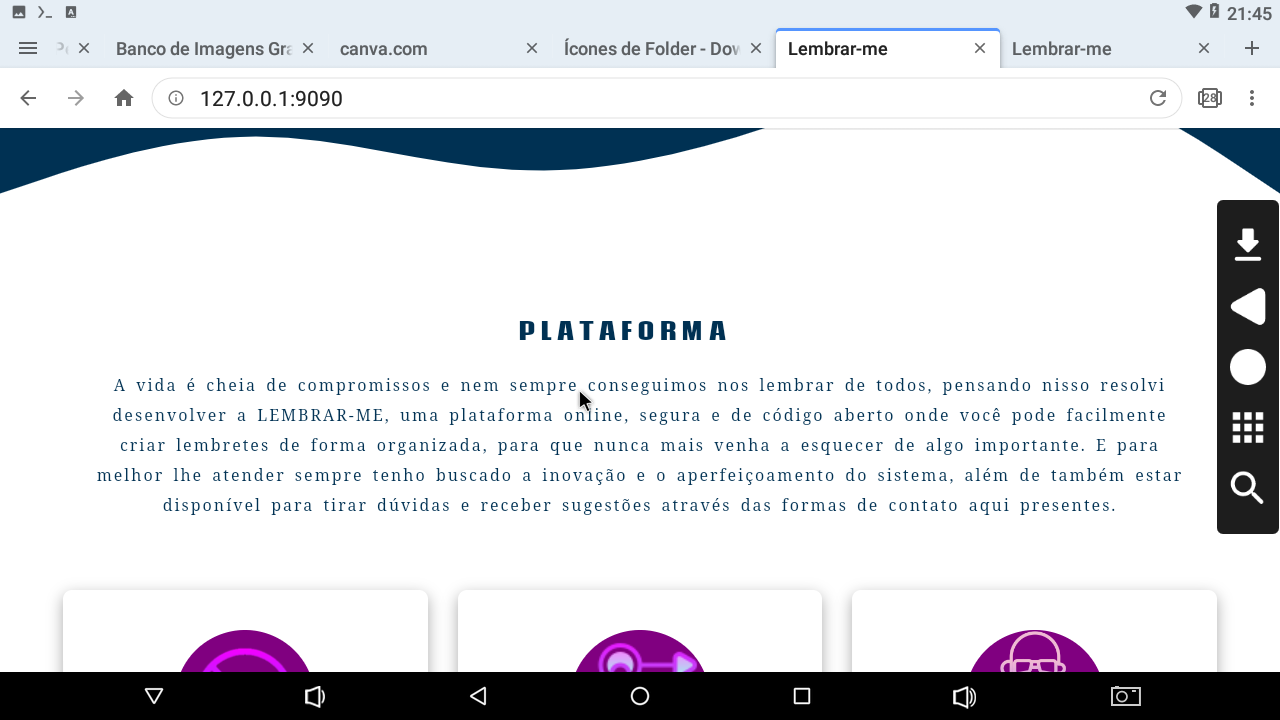 21:45
Banco de Imagens Gra
canva.com
Ícones de Folder - Dow
Lembrar-me
Lembrar-me
127.0.0.1:9090
28
PLATAFORMA
A vida é cheia de compromissos e nem sempre conseguimos nos lembrar de todos, pensando nisso resolvi
desenvolver a LEMBRAR-ME, uma plataforma online, segura e de código aberto onde você pode facilmente
criar lembretes de forma organizada, para que nunca mais venha a esquecer de algo importante. E para
melhor lhe atender sempre tenho buscado a inovação e o aperfeiçoamento do sistema, além de também estar
disponível para tirar dúvidas e receber sugestões através das formas de contato aqui presentes.